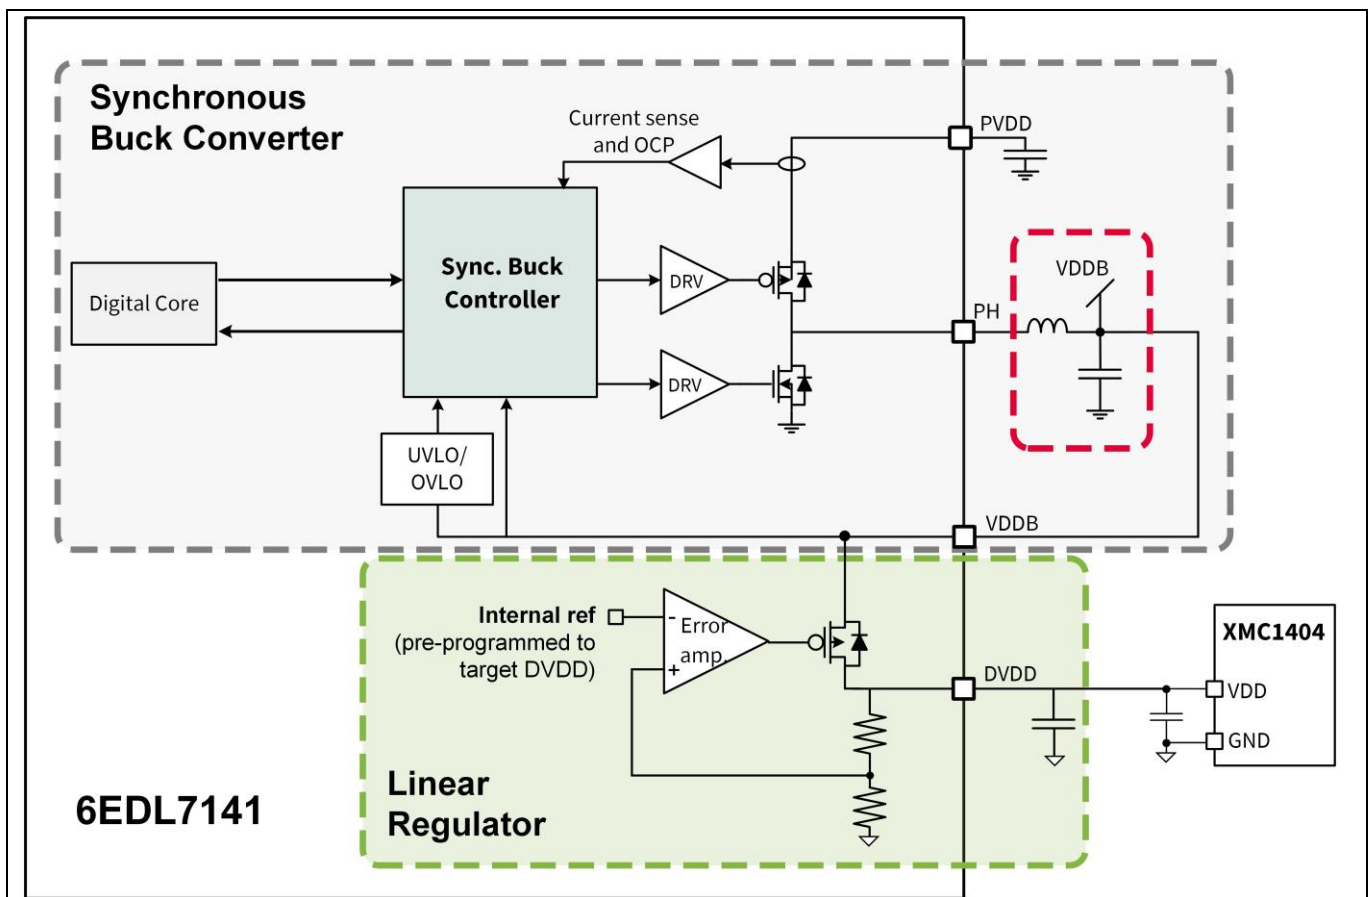 Synchronous
Buck Converter
Current sense
and OCP
PVDD
Digital Core
Sync. Buck
Controller
DRV
VDDB
PH
DRV
UVLO/
OVLO
VDDB
Internal ref
(pre-programmed to
target DVDD)
-
Error
amp.
+
XMC1404
DVDD
VDD
GND
Linear
Regulator
6EDL7141